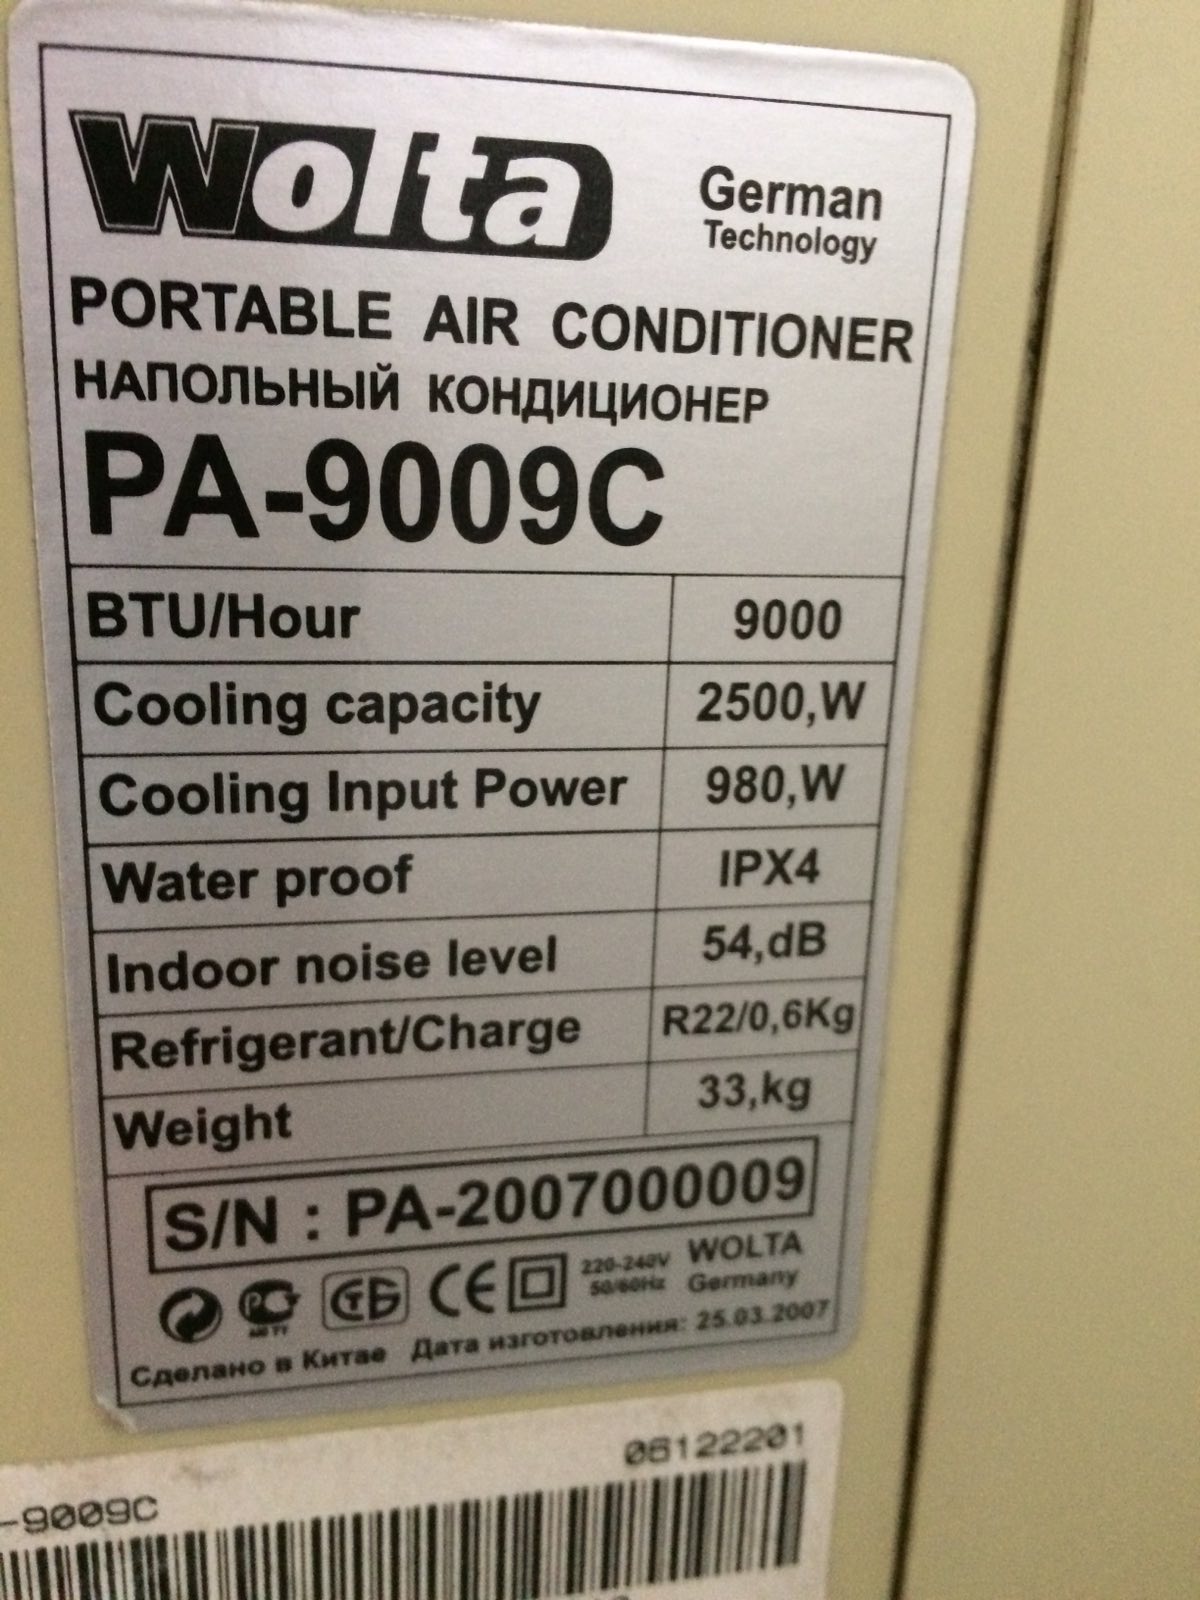 Wolta
German
Technology
PORTABLE AIR CONDITIONER
НАПОЛЬНЫЙ КОНДИЦИОНЕР
PA-9009C
BTU/Hour 9000
Cooling capacity 2500,W
Cooling Input Power 980,W
Water proof IPX4
Indoor noise level 54,dB
Refrigerant/Charge R22/0,6Kg
Weight 33,kg
S/N : PA-2007000009
CE 220-240V WOLTA
50/60Hz Germany
Сделано в Китае Дата изготовления: 25.03.2007
06122201
-9009C